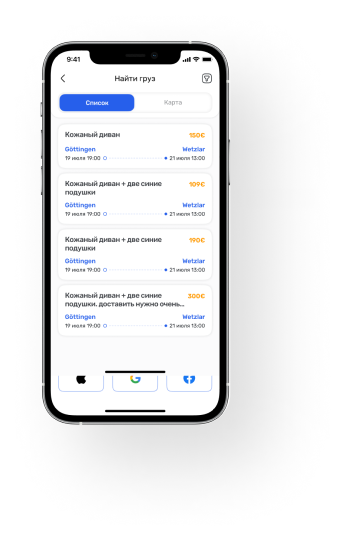 9:41
Найти груз
Список
Карта
Кожаный диван
150€
Göttingen
Wetzlar
19 июля 19:00
21 июля 13:00
Кожаный диван + две синие
109€
подушки
Göttingen
Wetzlar
19 июля 19:00
21 июля 13:00
Кожаный диван + две синие
190€
подушки
Göttingen
Wetzlar
19 июля 19:00
21 июля 13:00
Кожаный диван + две синие
300€
подушки. доставить нужно очень...
Göttingen
Wetzlar
19 июля 19:00
21 июля 13:00